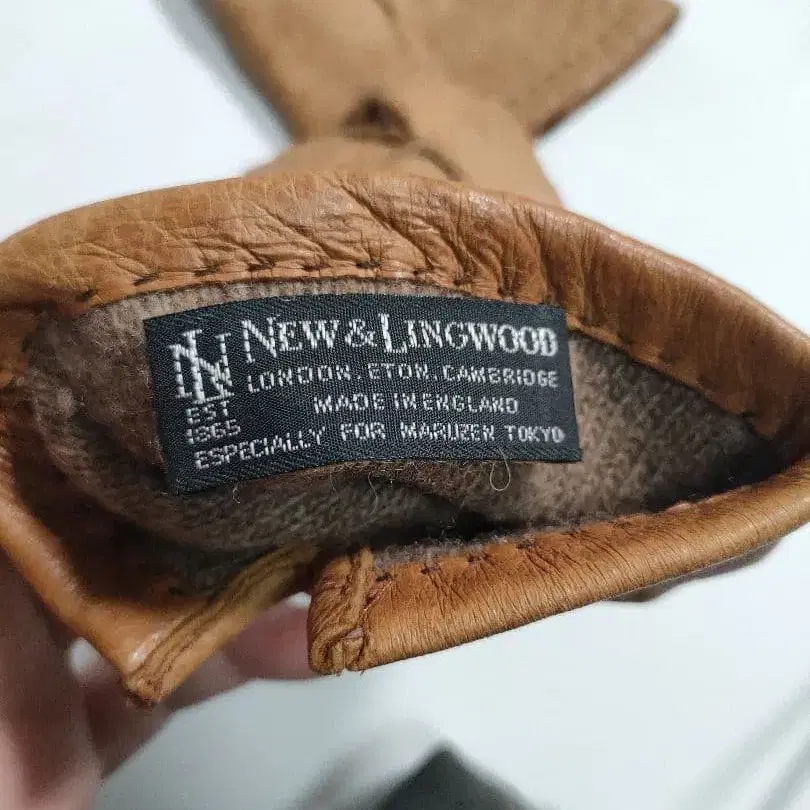 NL NEW & LINGWOOD
LONDON. ETON. CAMBRIDGE
MADE IN ENGLAND
EST
1865
ESPECIALLY FOR MARUZEN TOKYO